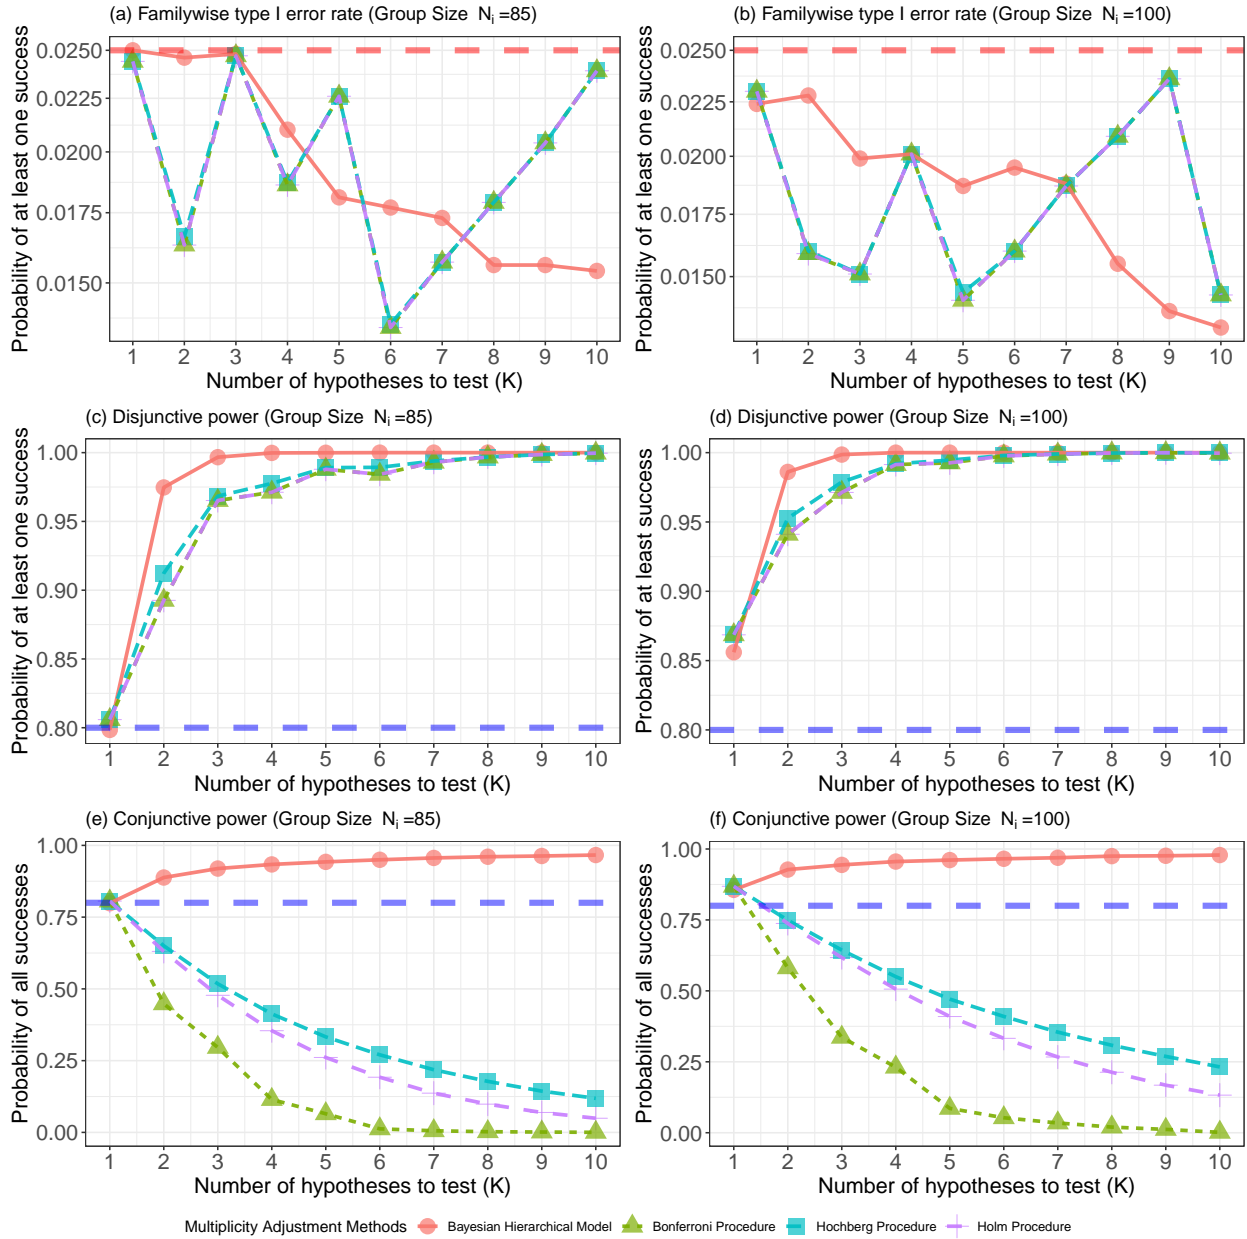 (a) Familywise type I error rate (Group Size Ni =85)
Probability of at least one success
0.0250
0.0225
0.0200
0.0175
0.0150
1 2 3 4 5 6 7 8 9 10
Number of hypotheses to test (K)
(b) Familywise type I error rate (Group Size Ni =100)
Probability of at least one success
0.0250
0.0225
0.0200
0.0175
0.0150
1 2 3 4 5 6 7 8 9 10
Number of hypotheses to test (K)
(c) Disjunctive power (Group Size Ni =85)
Probability of at least one success
1.00
0.95
0.90
0.85
0.80
1 2 3 4 5 6 7 8 9 10
Number of hypotheses to test (K)
(d) Disjunctive power (Group Size Ni =100)
Probability of at least success
1.00
0.95
0.90
0.85
0.80
1 2 3 4 5 6 7 8 9 10
Number of hypotheses to test (K)
(e) Conjunctive power (Group Size Ni =85)
Probability of all successes
1.00
0.75
0.50
0.25
0.00
1 2 3 4 5 6 7 8 9 10
Number of hypotheses to test (K)
(f) Conjunctive power (Group Size Ni =100)
Probability of all successes
1.00
0.75
0.50
0.25
0.00
1 2 3 4 5 6 7 8 9 10
Number of hypotheses to test (K)
Multiplicity Adjustment Methods Bayesian Hierarchical Model Bonferroni Procedure Hochberg Procedure Holm Procedure